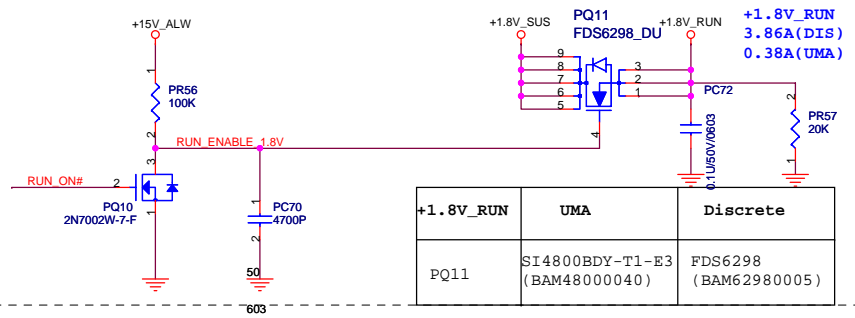 +15V_ALW
1
PR56
100K
2
RUN_ENABLE_1.8V
RUN_ON#
2
3
1
PQ10
2N7002W-7-F
1
PC70
4700P
2
50
603
+1.8V_SUS
PQ11
FDS6298_DU
+1.8V_RUN
9
8
7
6
5
3
2
1
4
PC72
0.1U/50V/0603
2
PR57
20K
1
+1.8V_RUN
3.86A(DIS)
0.38A(UMA)
+1.8V_RUN UMA Discrete
PQ11 SI4800BDY-T1-E3 FDS6298
(BAM48000040) (BAM62980005)